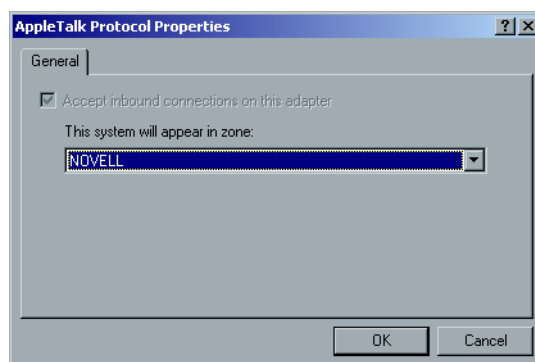 AppleTalk Protocol Properties
General
Accept inbound connections on this adapter
This system will appear in zone:
NOVELL
OK
Cancel